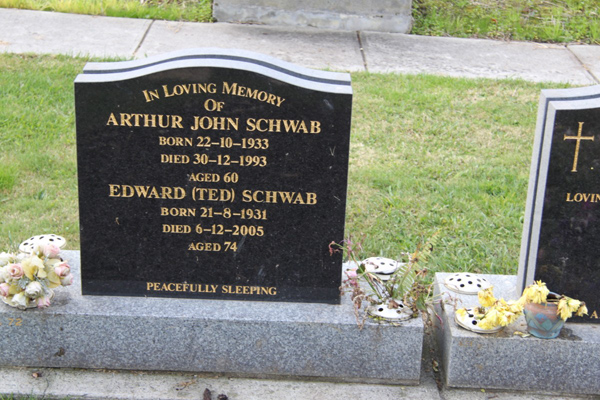 In Loving Memory
Of
ARTHUR JOHN SCHWAB
BORN 22-10-1933
DIED 30-12-1993
AGED 60
EDWARD (TED) SCHWAB
BORN 21-8-1931
DIED 6-12-2005
AGED 74
PEACEFULLY SLEEPING